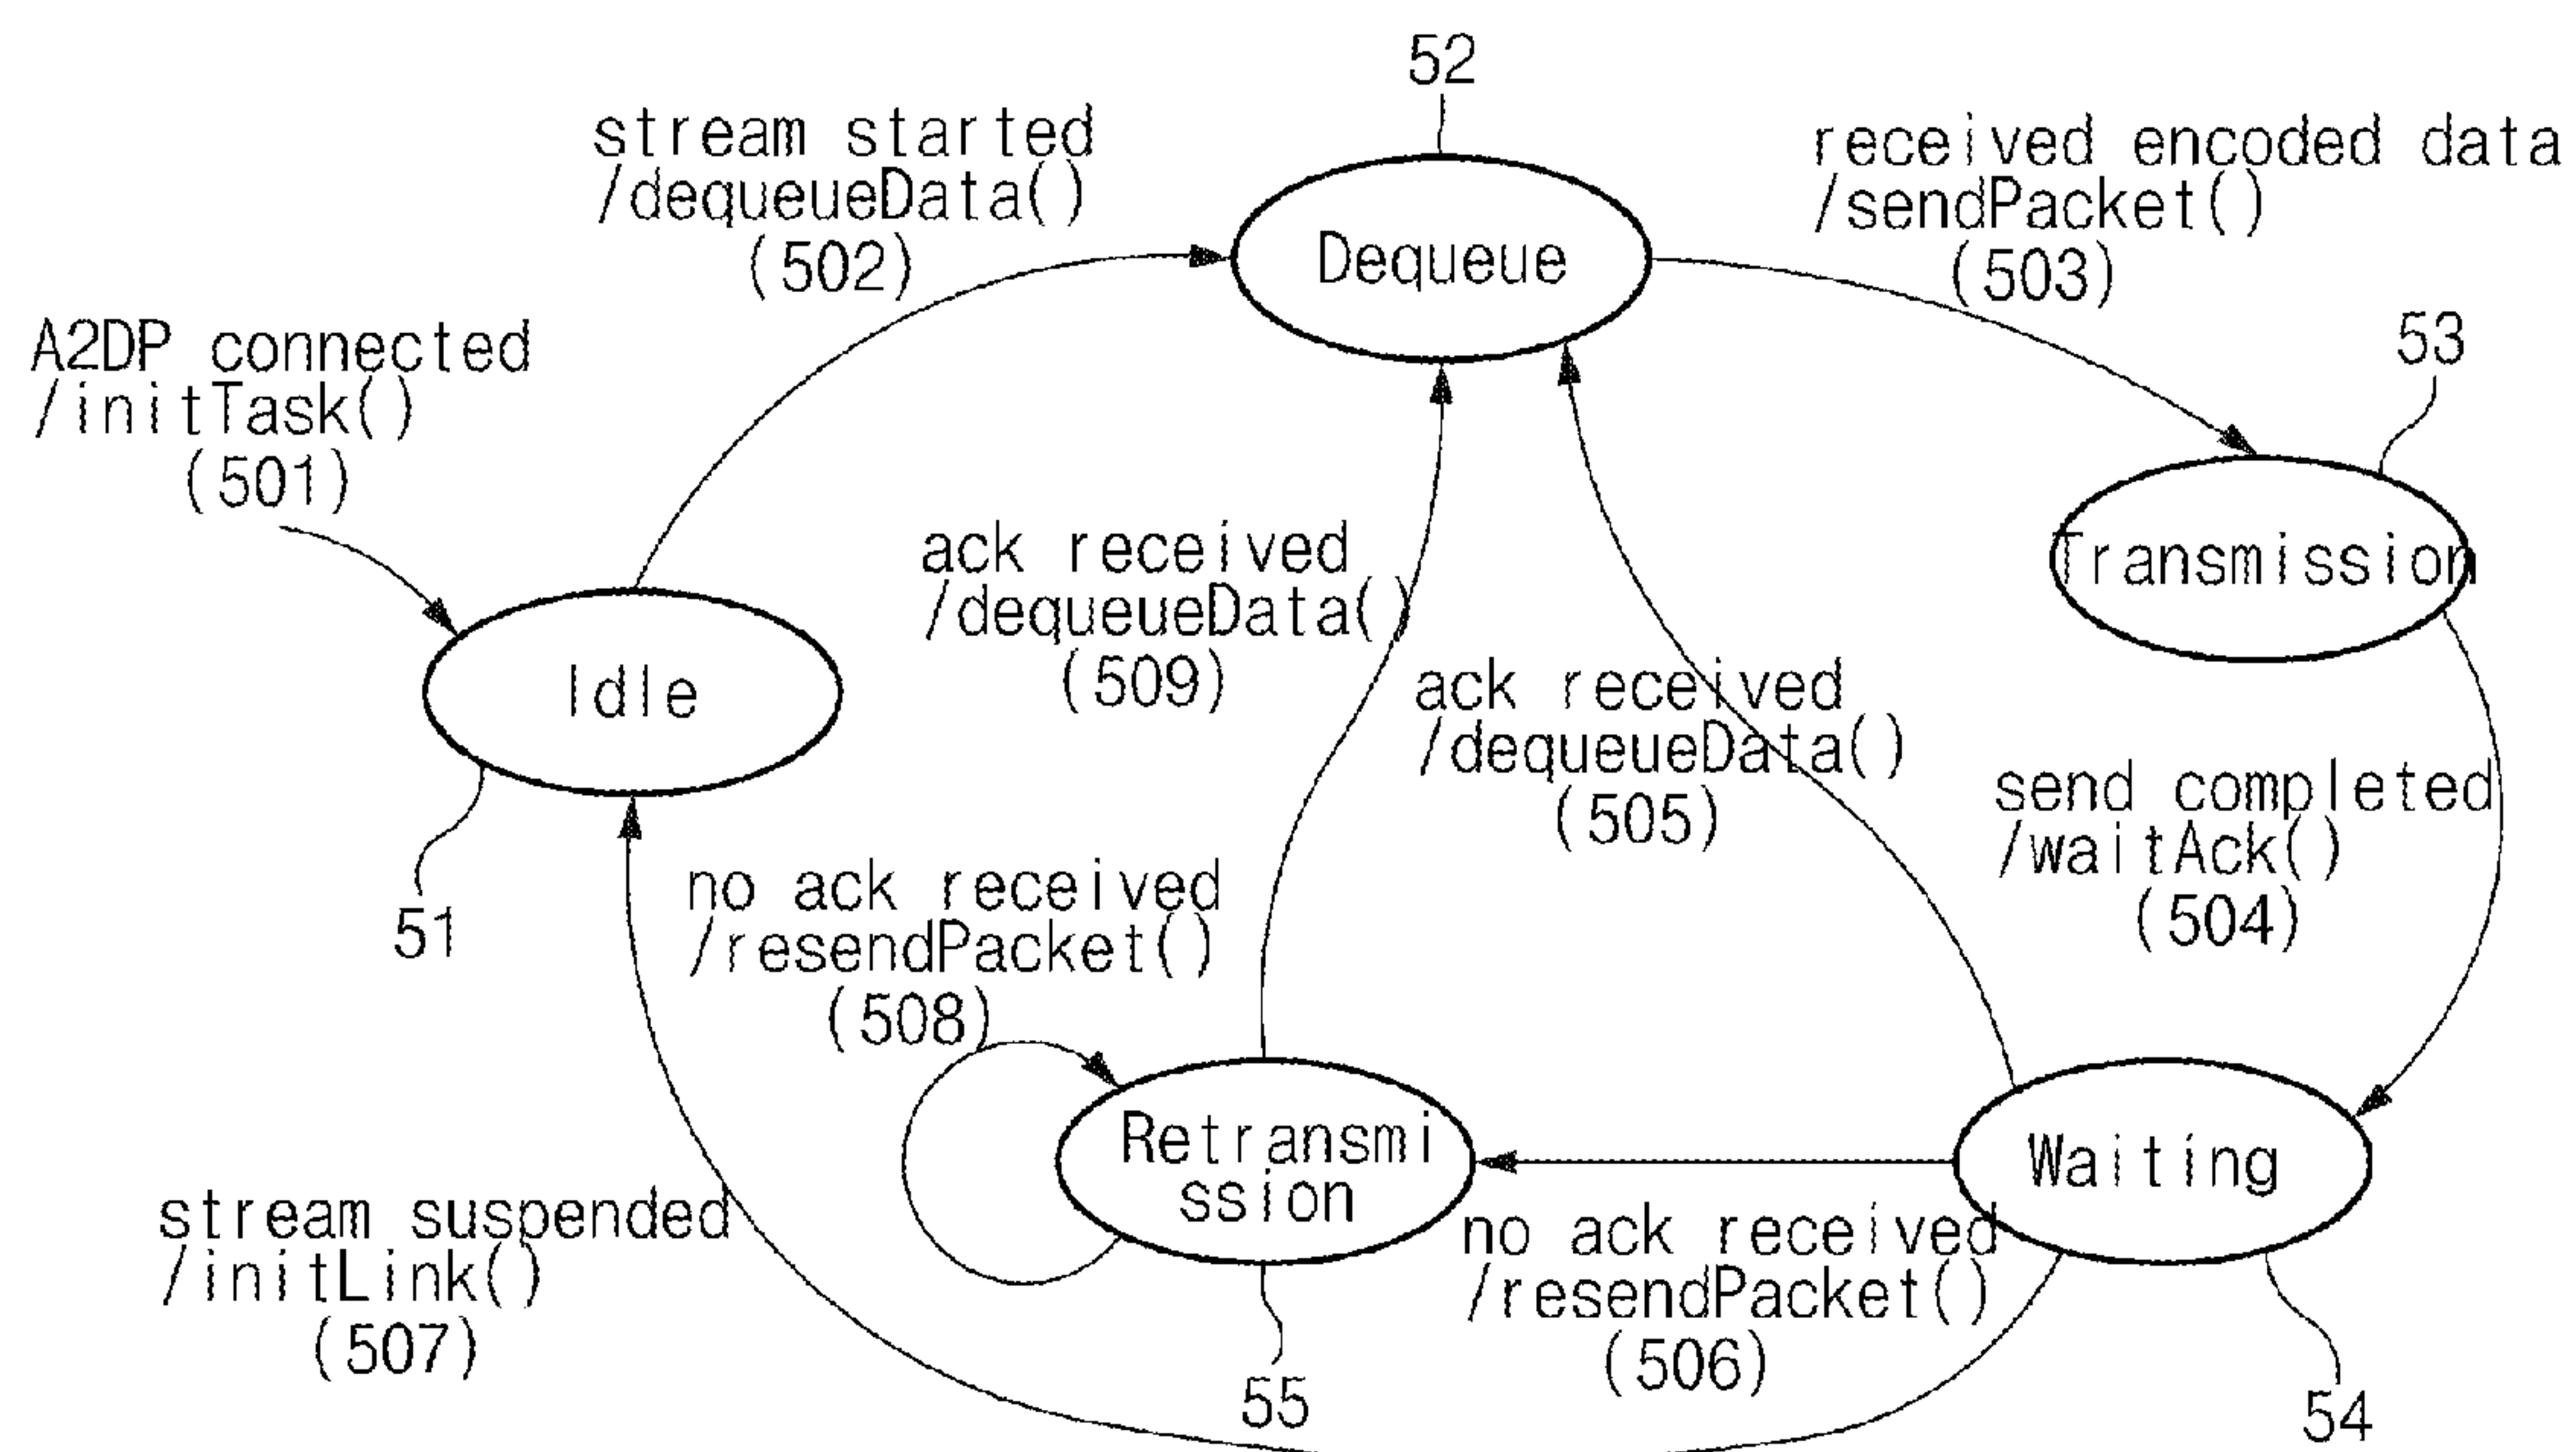 52
stream started
/dequeueData()
(502)
received encoded data
/sendPacket()
(503)
Dequeue
53
A2DP connected
/initTask()
(501)
Transmission
ack received
/dequeueData()
(509)
Idle
ack received
/dequeueData()
(505)
send completed
/waitAck()
(504)
51
no ack received
/resendPacket()
(508)
Retransmi
ssion
Waiting
stream suspended
/initLink()
(507)
no ack received
/resendPacket()
(506)
55
54